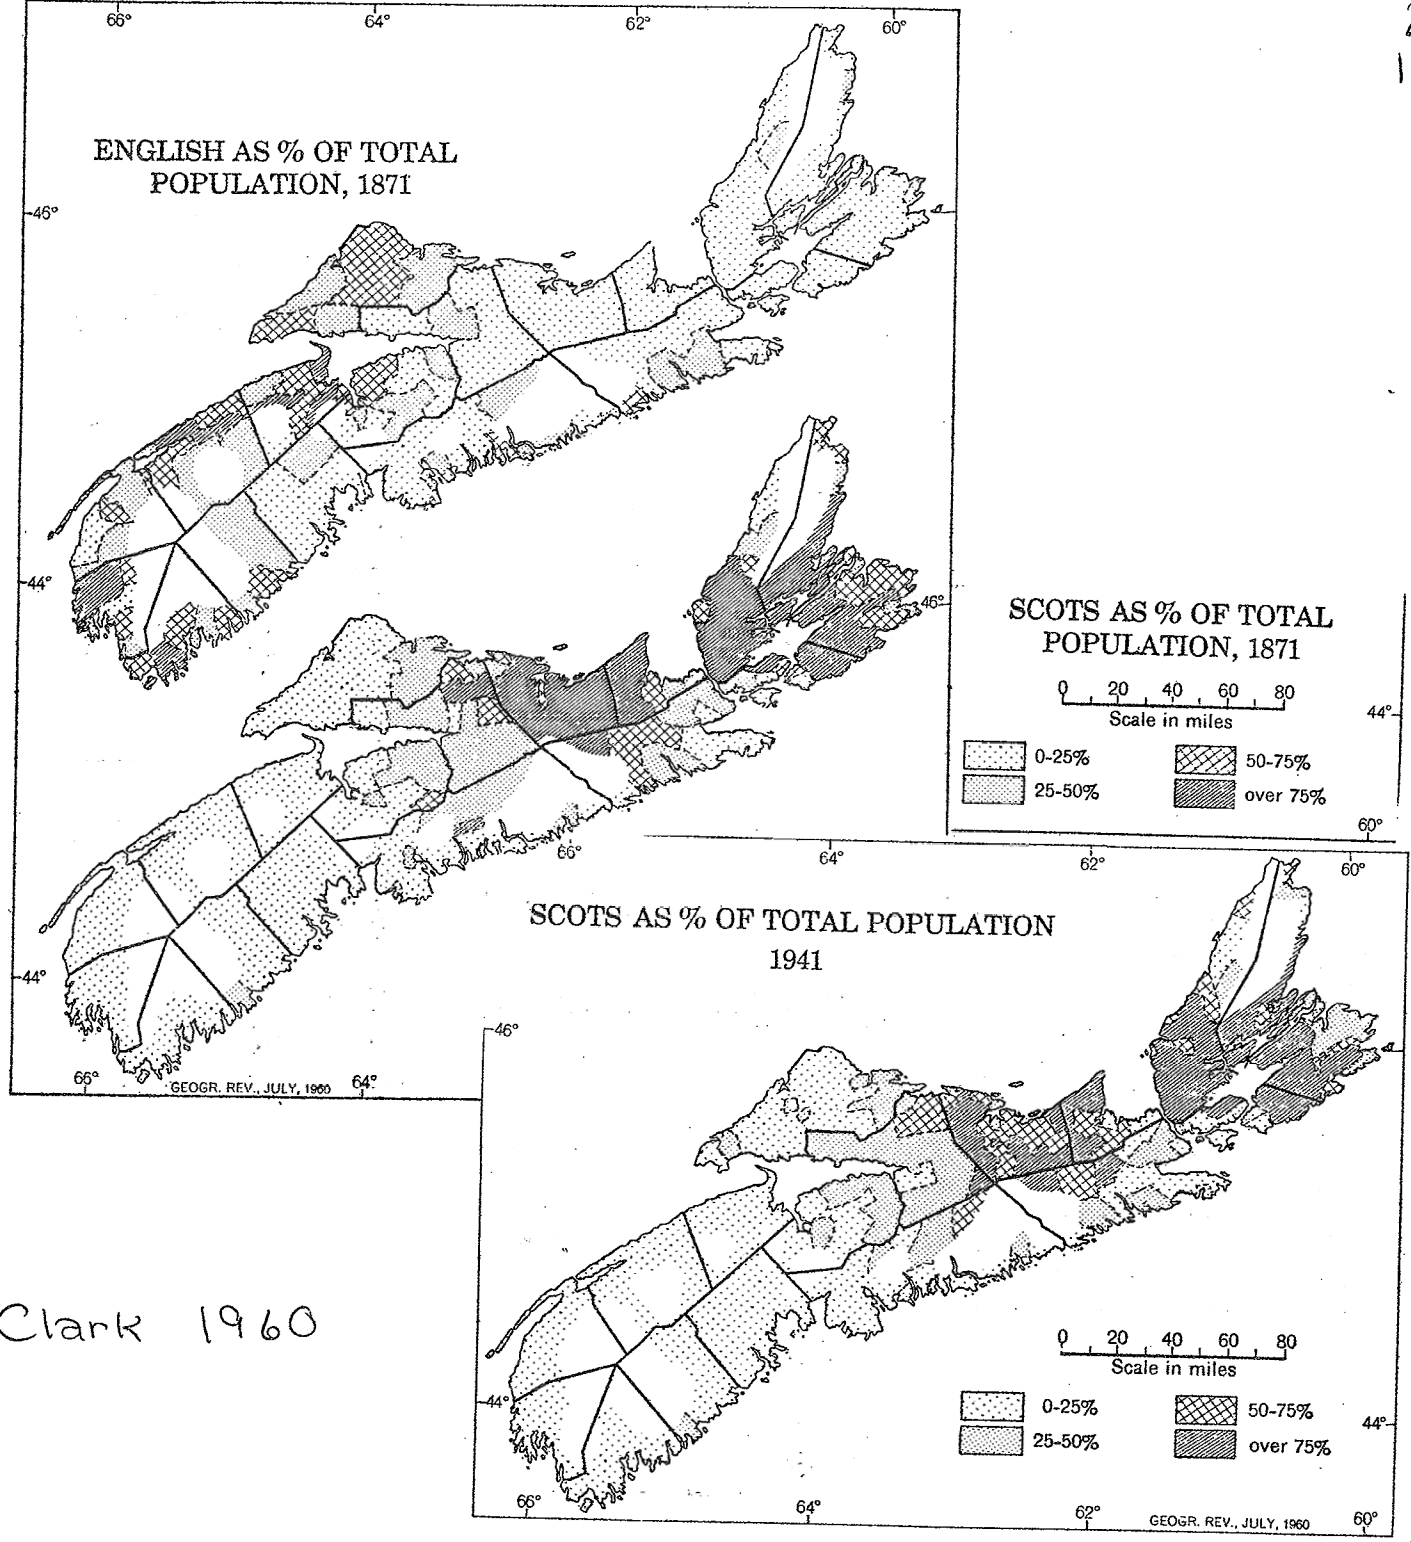 66°
64°
62°
60°
ENGLISH AS % OF TOTAL
POPULATION, 1871
46°
44°
46°
SCOTS AS % OF TOTAL
POPULATION, 1871
0 20 40 60 80
Scale in miles
44°
0-25%
50-75%
25-50%
over 75%
60°
66°
64°
62°
60°
SCOTS AS % OF TOTAL POPULATION
1941
44°
46°
66°
GEOGR. REV., JULY, 1960
64°
Clark 1960
0 20 40 60 80
Scale in miles
44°
0-25%
50-75%
44°
25-50%
over 75%
66°
64°
62°
GEOGR. REV., JULY, 1960
60°